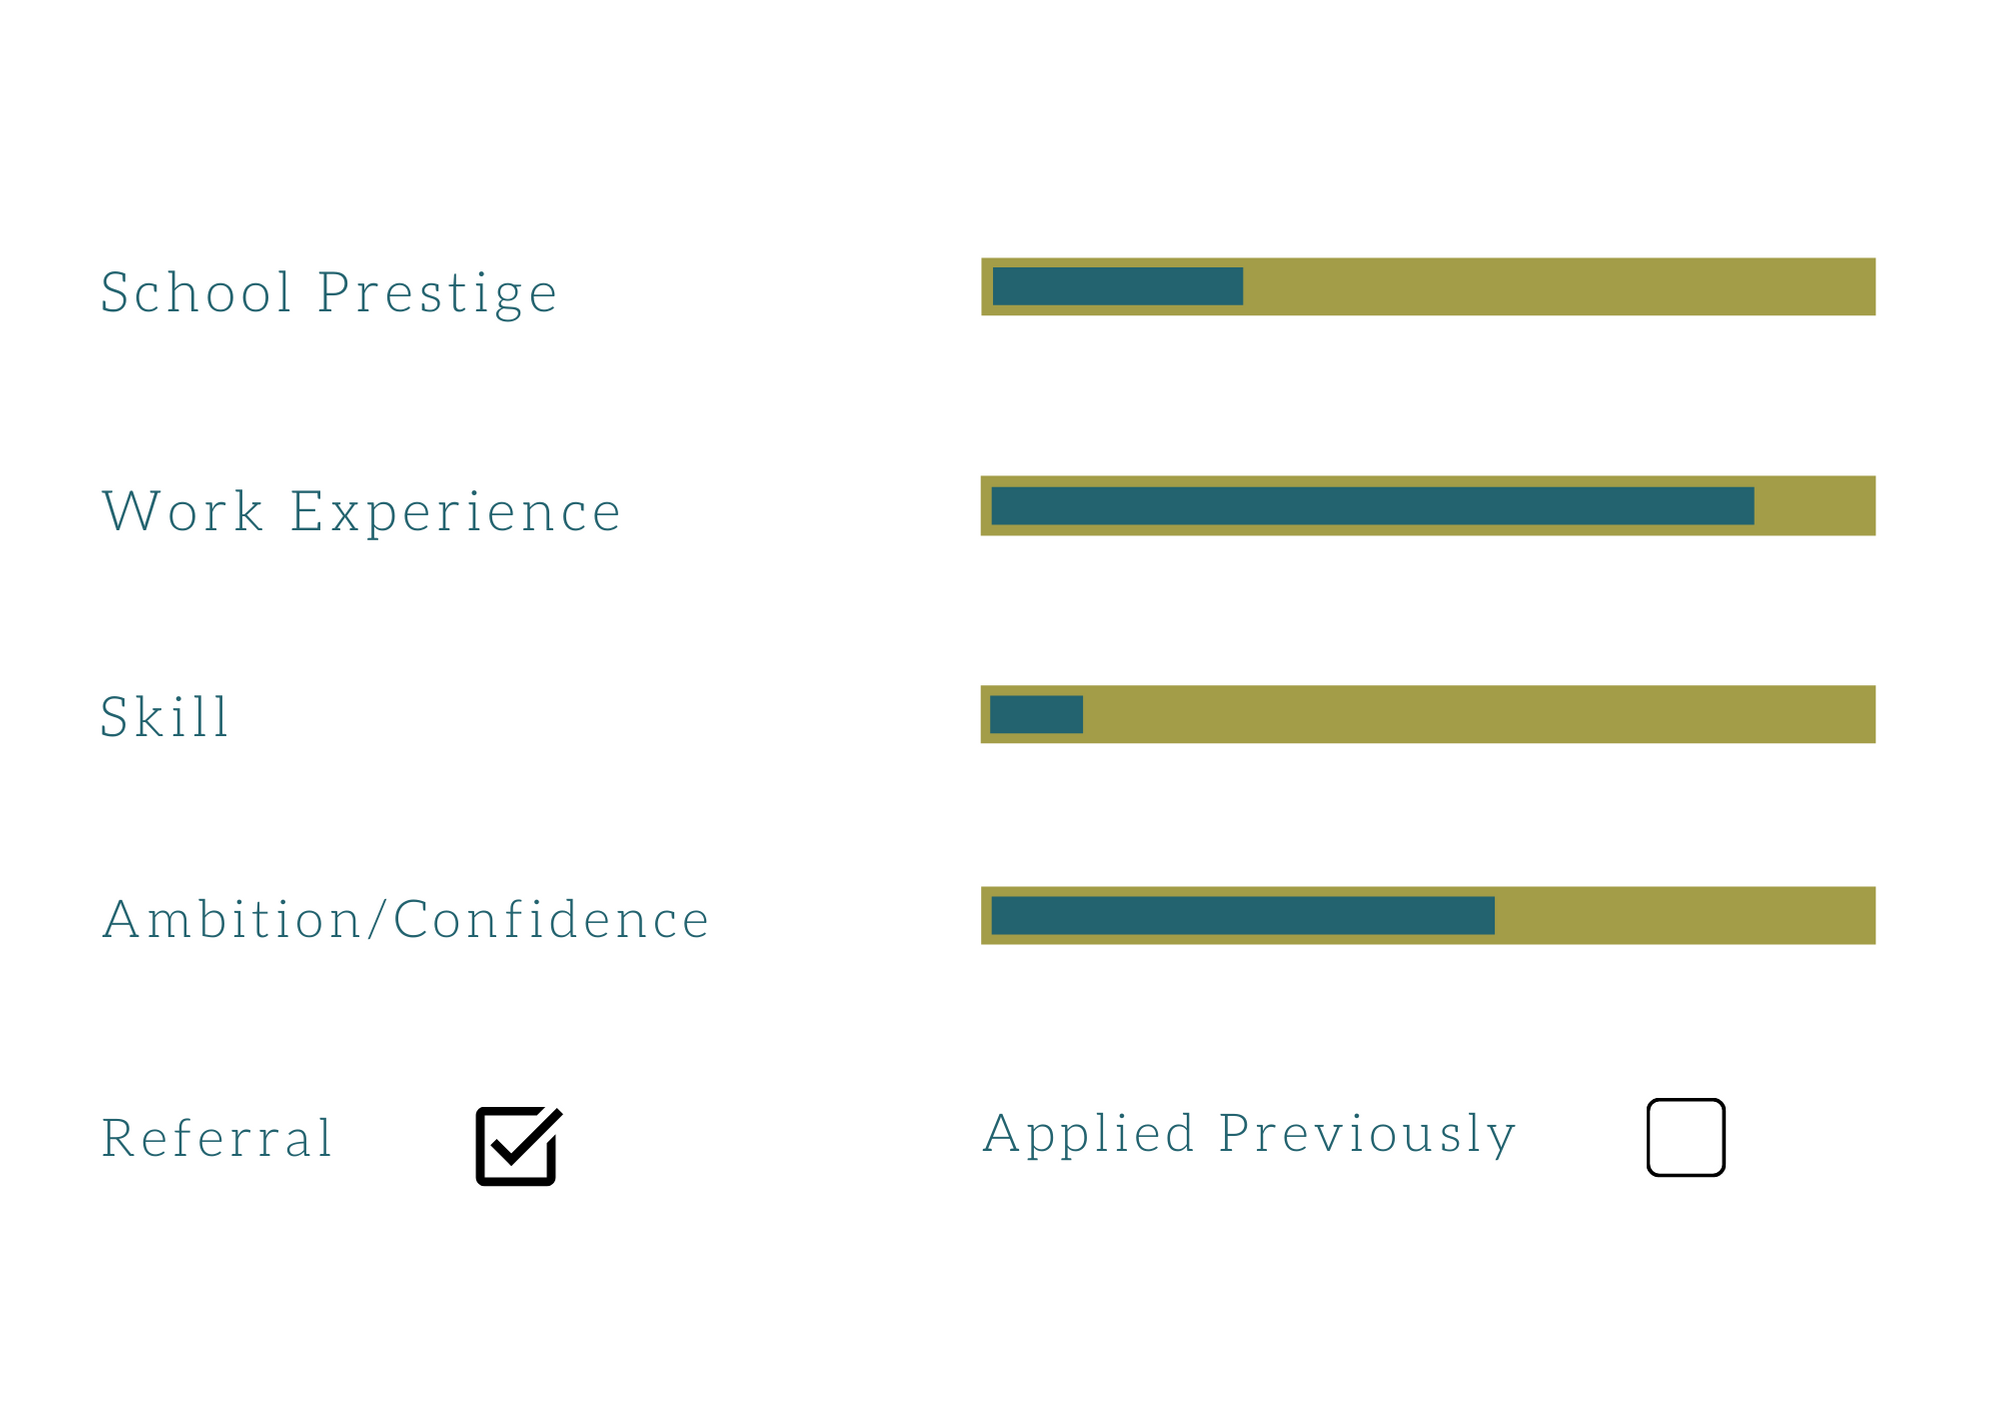 School Prestige
Work Experience
Skill
Ambition/Confidence
Referral
Applied Previously